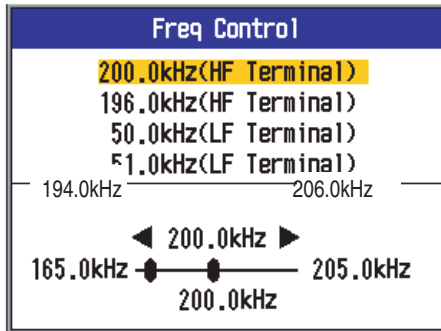 Freq Control
200.0kHz(HF Terminal)
196.0kHz(HF Terminal)
50.0kHz(LF Terminal)
51.0kHz(LF Terminal)
194.0kHz 206.0kHz
◀ 200.0kHz ▶
165.0kHz 205.0kHz
200.0kHz